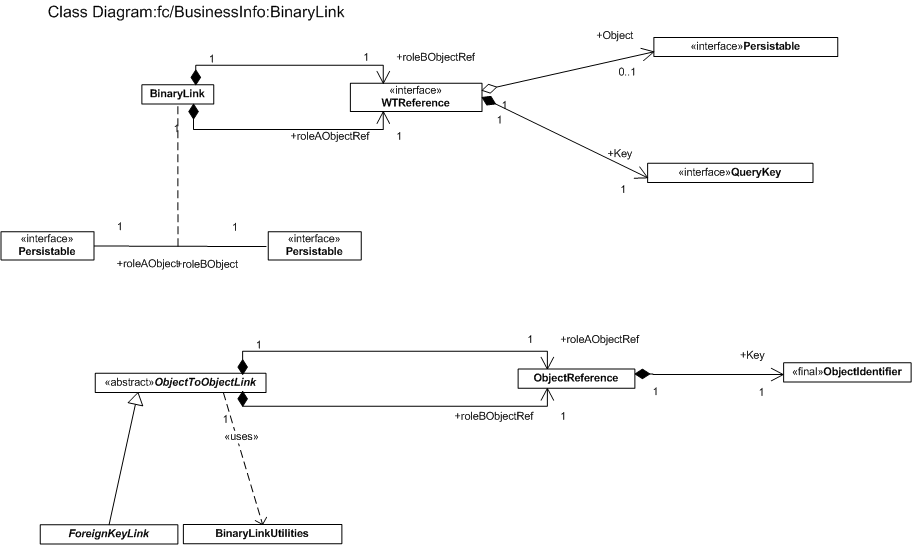 Class Diagram:fc/BusinessInfo:BinaryLink
+Object
«interface»Persistable
0..1
1
1
+roleBObjectRef
BinaryLink
«interface»
WTReference
1
1
1
+roleAObjectRef
1
+Key
«interface»QueryKey
1
1
1
«interface»
Persistable
«interface»
Persistable
+roleAObject
+roleBObject
1
1
+roleAObjectRef
+Key
«abstract»ObjectToObjectLink
ObjectReference
«final»ObjectIdentifier
1
1
1
+roleBObjectRef
1
«uses»
ForeignKeyLink
BinaryLinkUtilities